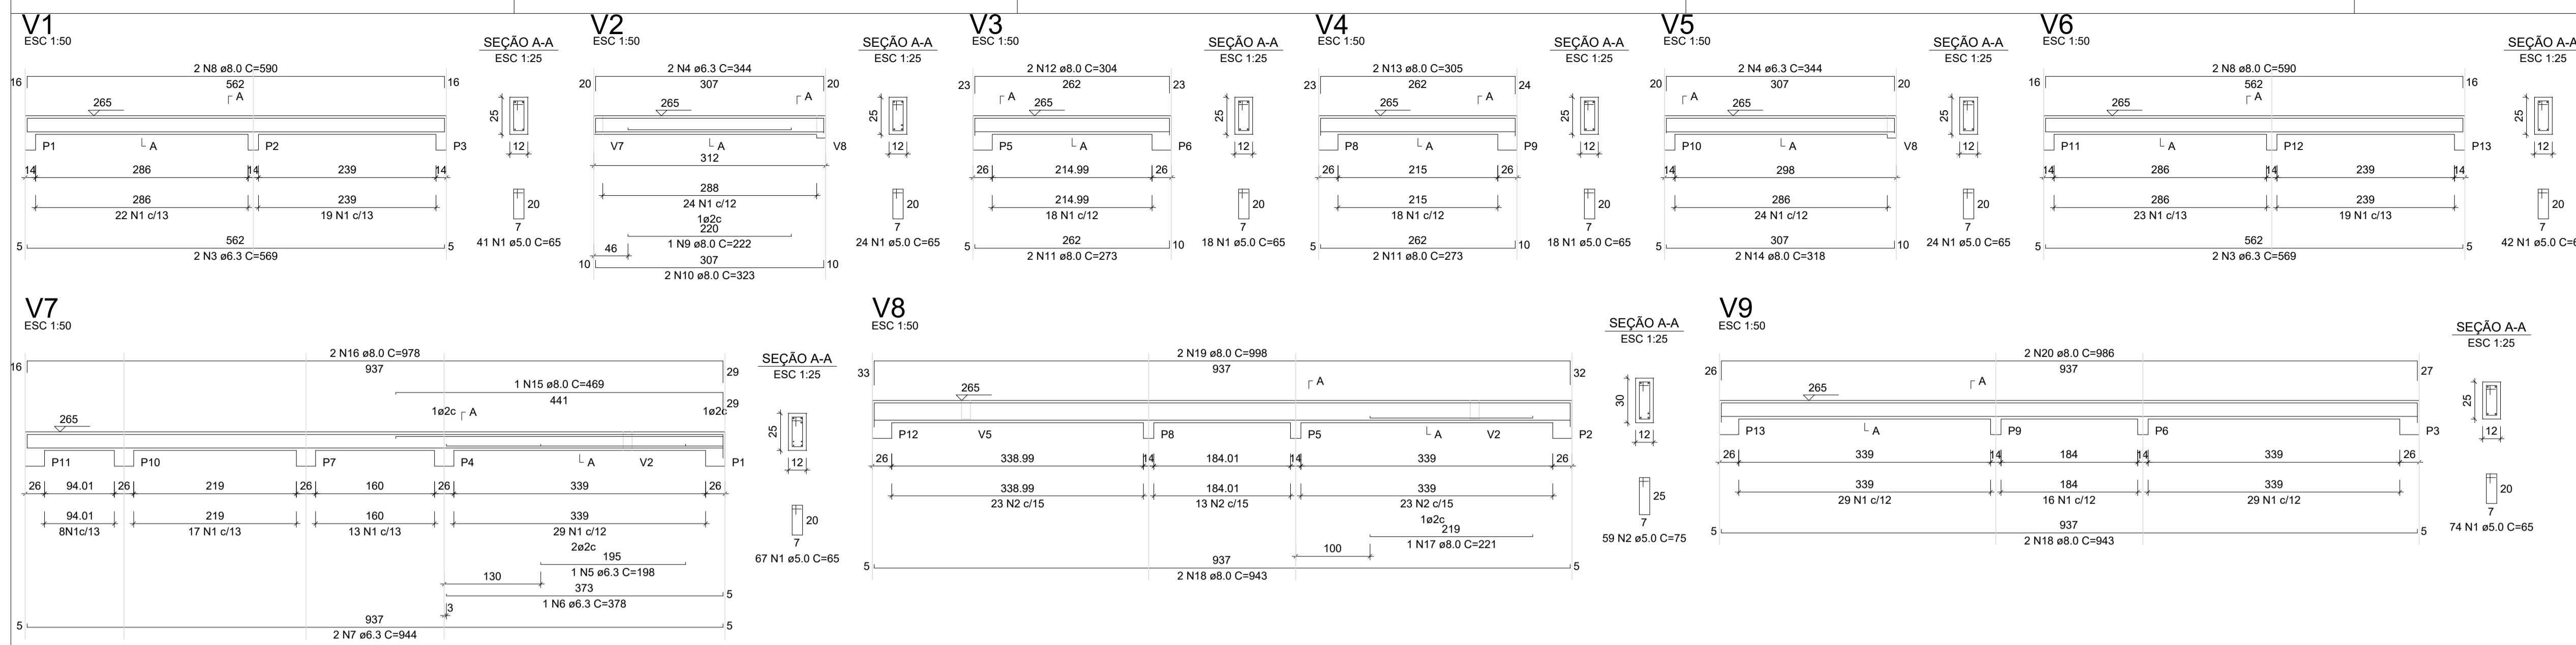 V1
ESC 1:50
SEÇÃO A-A
ESC 1:25
2 N8 ø8.0 C=590
16
562
16
A
265
25
P1
A
P2
P3
12
14
286
14
239
14
286
239
22 N1 c/13
19 N1 c/13
20
7
41 N1 ø5.0 C=65
5
562
5
2 N3 ø6.3 C=569
V2
ESC 1:50
SEÇÃO A-A
ESC 1:25
2 N4 ø6.3 C=344
20
307
20
A
265
25
V7
A
V8
12
312
288
24 N1 c/12
1ø2c
220
1 N9 ø8.0 C=222
46
20
7
24 N1 ø5.0 C=65
10
307
10
2 N10 ø8.0 C=323
V3
ESC 1:50
SEÇÃO A-A
ESC 1:25
2 N12 ø8.0 C=304
23
262
23
A
265
25
P5
A
P6
12
26
214.99
26
214.99
18 N1 c/12
20
7
18 N1 ø5.0 C=65
5
262
10
2 N11 ø8.0 C=273
V4
ESC 1:50
SEÇÃO A-A
ESC 1:25
2 N13 ø8.0 C=305
23
262
24
A
265
25
P8
A
P9
12
26
215
26
215
18 N1 c/12
20
7
18 N1 ø5.0 C=65
5
262
10
2 N11 ø8.0 C=273
V5
ESC 1:50
SEÇÃO A-A
ESC 1:25
2 N4 ø6.3 C=344
20
307
20
A
265
25
P10
A
V8
12
14
298
286
24 N1 c/12
20
7
24 N1 ø5.0 C=65
5
307
10
2 N14 ø8.0 C=318
V6
ESC 1:50
SEÇÃO A-A
ESC 1:25
2 N8 ø8.0 C=590
16
562
16
A
265
25
P11
A
P12
P13
12
14
286
14
239
14
286
239
23 N1 c/13
19 N1 c/13
20
7
42 N1 ø5.0 C=6
5
562
5
2 N3 ø6.3 C=569
V7
ESC 1:50
SEÇÃO A-A
ESC 1:25
2 N16 ø8.0 C=978
16
937
29
1 N15 ø8.0 C=469
441
29
1ø2c
A
1ø2c
265
25
P11
P10
P7
P4
A
V2
P1
12
26
94.01
26
219
26
160
26
339
26
94.01
219
160
339
8N1c/13
17 N1 c/13
13 N1 c/13
29 N1 c/12
20
7
67 N1 ø5.0 C=65
2ø2c
195
1 N5 ø6.3 C=198
130
373
5
1 N6 ø6.3 C=378
3
5
937
5
2 N7 ø6.3 C=944
V8
ESC 1:50
SEÇÃO A-A
ESC 1:25
2 N19 ø8.0 C=998
33
937
32
A
265
30
P12
V5
P8
P5
A
V2
P2
12
26
338.99
14
184.01
14
339
26
338.99
184.01
339
23 N2 c/15
13 N2 c/15
23 N2 c/15
25
7
59 N2 ø5.0 C=75
1ø2c
219
1 N17 ø8.0 C=221
100
5
937
5
2 N18 ø8.0 C=943
V9
ESC 1:50
SEÇÃO A-A
ESC 1:25
2 N20 ø8.0 C=986
26
937
27
A
265
25
P13
A
P9
P6
P3
12
26
339
14
184
14
339
26
339
184
339
29 N1 c/12
16 N1 c/12
29 N1 c/12
20
7
74 N1 ø5.0 C=65
5
937
5
2 N18 ø8.0 C=943